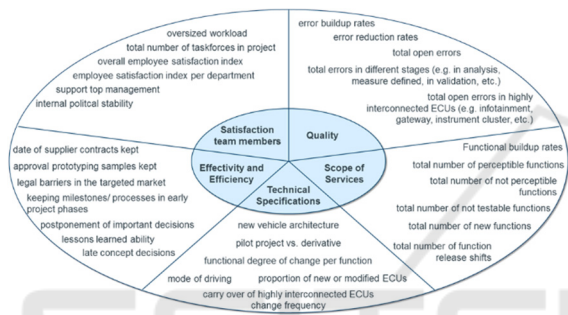 oversized workload
total number of taskforces in project
overall employee satisfaction index
employee satisfaction index per department
support top management
internal politcal stability
error buildup rates
error reduction rates
total open errors
total errors in different stages (e.g. in analysis,
measure defined, in validation, etc.)
total open errors in highly
interconnected ECUs (e.g. infotainment,
gateway, instrument cluster, etc.)
Satisfaction
team members
Quality
Effectivity and
Efficiency
Scope of
Services
Technical
Specifications
date of supplier contracts kept
approval prototyping samples kept
legal barriers in the targeted market
keeping milestones/ processes in early
project phases
postponement of important decisions
lessons learned ability
late concept decisions
Functional buildup rates
total number of perceptible functions
total number of not perceptible
functions
total number of not testable functions
total number of new functions
total number of function
release shifts
new vehicle architecture
pilot project vs. derivative
functional degree of change per function
mode of driving
proportion of new or modified ECUs
carry over of highly interconnected ECUs
change frequency